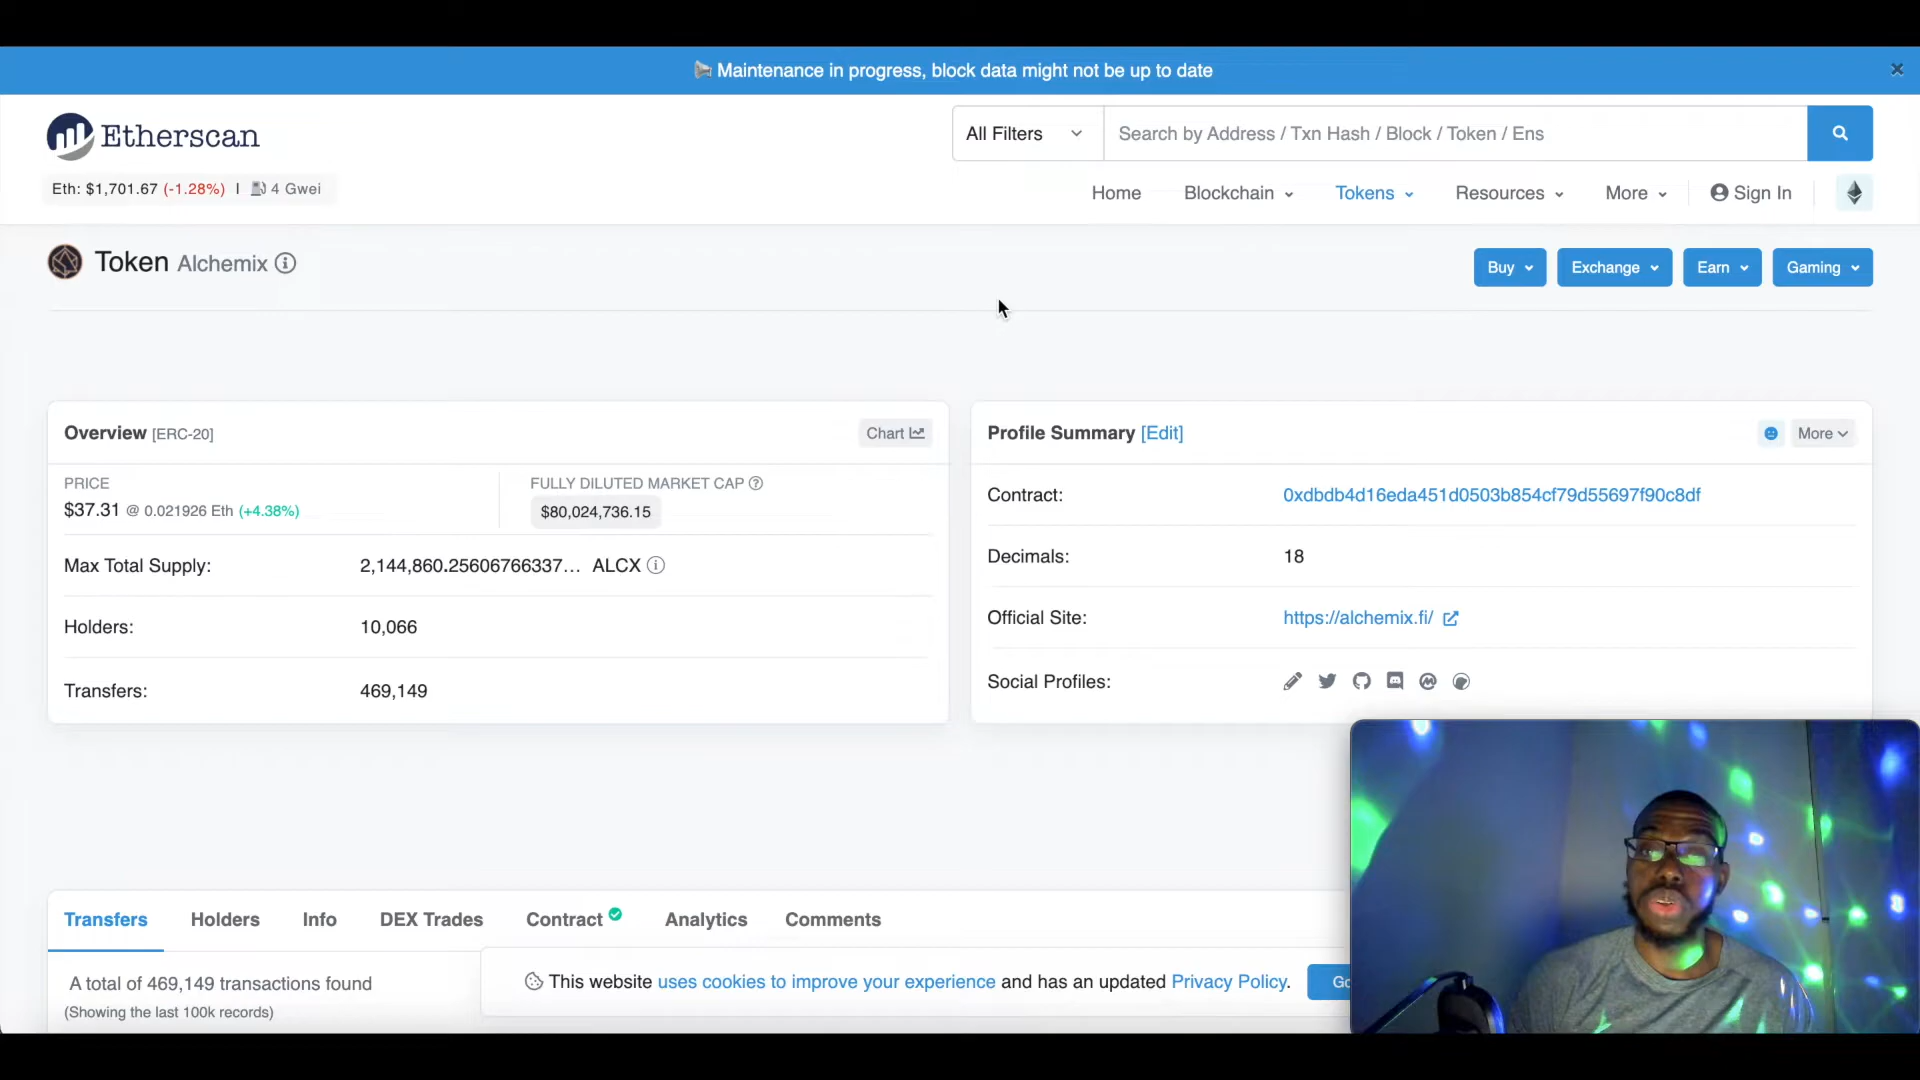 Maintenance in progress, block data might not be up to date
Etherscan
All Filters
Search by Address / Txn Hash / Block / Token / Ens
Eth: $1,701.67 (-1.28%) | 4 Gwei
Home Blockchain Tokens Resources More Sign In
Token Alchemix
Buy Exchange Earn Gaming
Overview [ERC-20]
Chart
PRICE
$37.31 @ 0.021926 Eth (+4.38%)
FULLY DILUTED MARKET CAP
$80,024,736.15
Max Total Supply: 2,144,860.25606766337... ALCX
Holders: 10,066
Transfers: 469,149
Profile Summary [Edit]
More
Contract: 0xdbdb4d16eda451d0503b854cf79d55697f90c8df
Decimals: 18
Official Site: https://alchemix.fi/
Social Profiles:
Transfers Holders Info DEX Trades Contract Analytics Comments
A total of 469,149 transactions found
(Showing the last 100k records)
This website uses cookies to improve your experience and has an updated Privacy Policy.